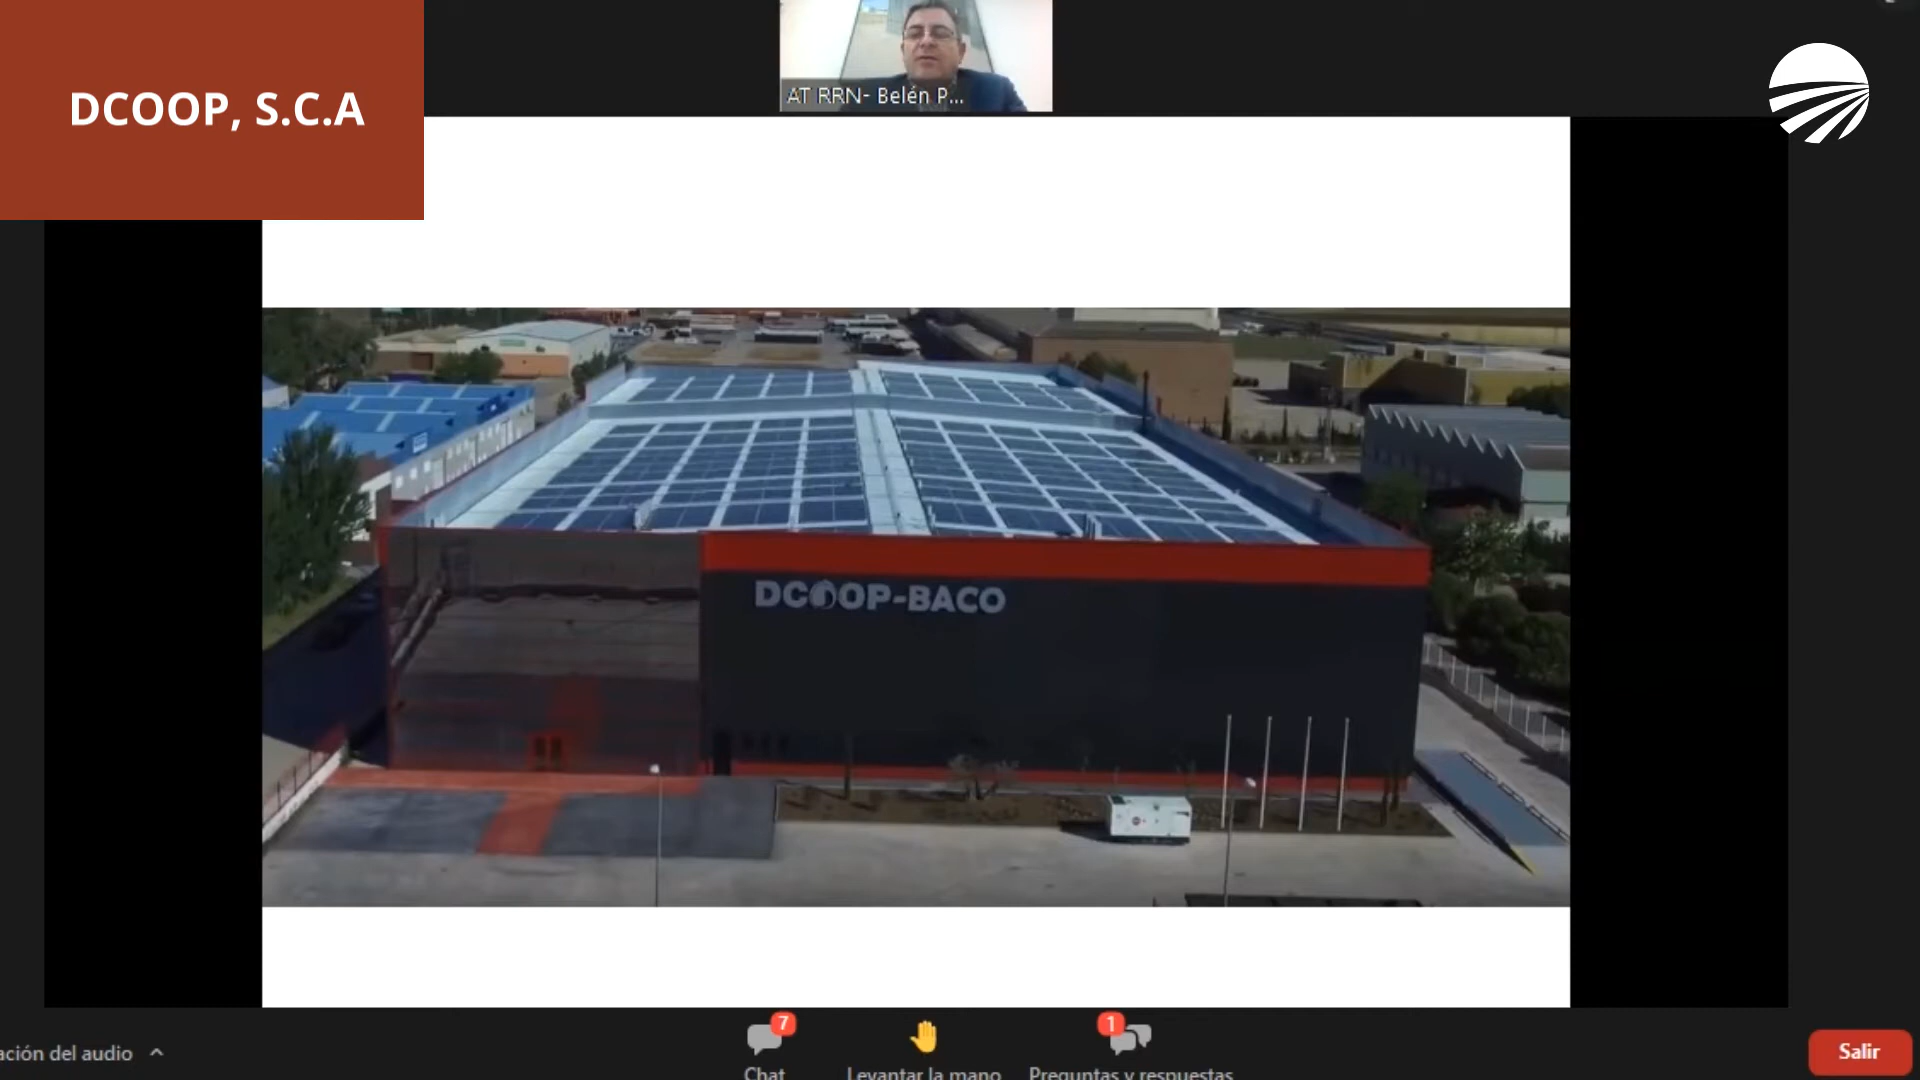 DCOOP, S.C.A
AT RRN- Belén P...
DCOOP-BACO
ación del audio
7
Chat
Levantar la mano
1
Preguntas y respuestas
Salir